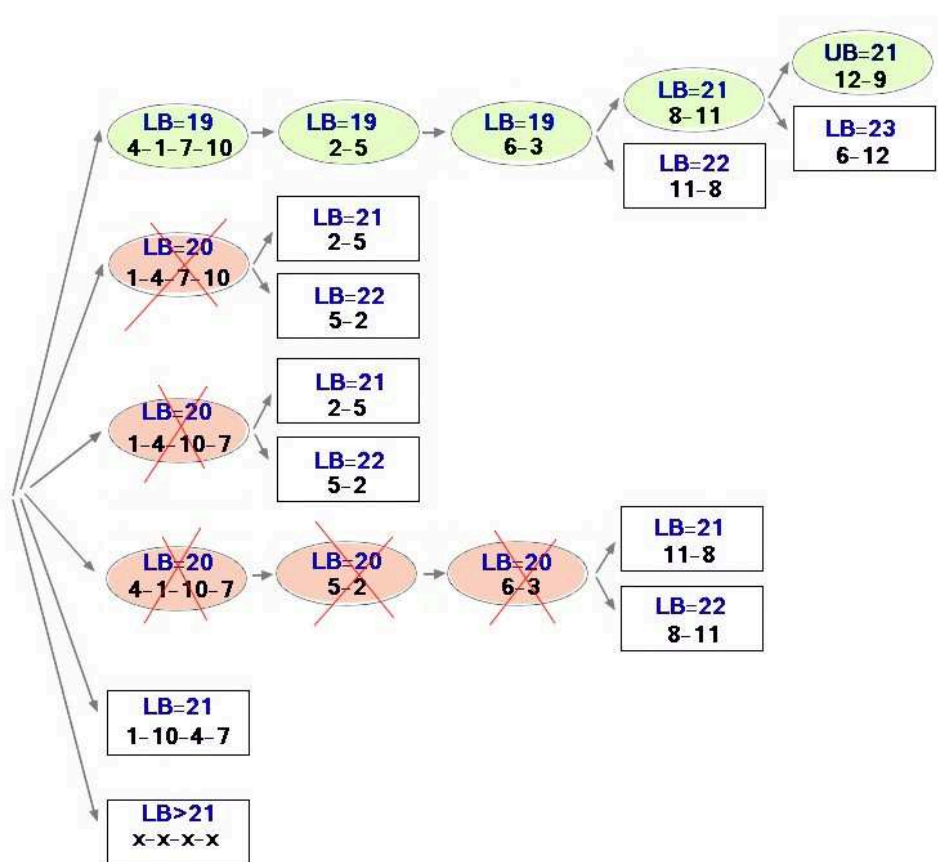 LB=19
4-1-7-10
LB=19
2-5
LB=19
6-3
LB=21
8-11
UB=21
12-9
LB=22
11-8
LB=23
6-12
LB=20
1-4-7-10
LB=21
2-5
LB=22
5-2
LB=20
1-4-10-7
LB=21
2-5
LB=22
5-2
LB=20
4-1-10-7
LB=20
5-2
LB=20
6-3
LB=21
11-8
LB=22
8-11
LB=21
1-10-4-7
LB>21
x-x-x-x